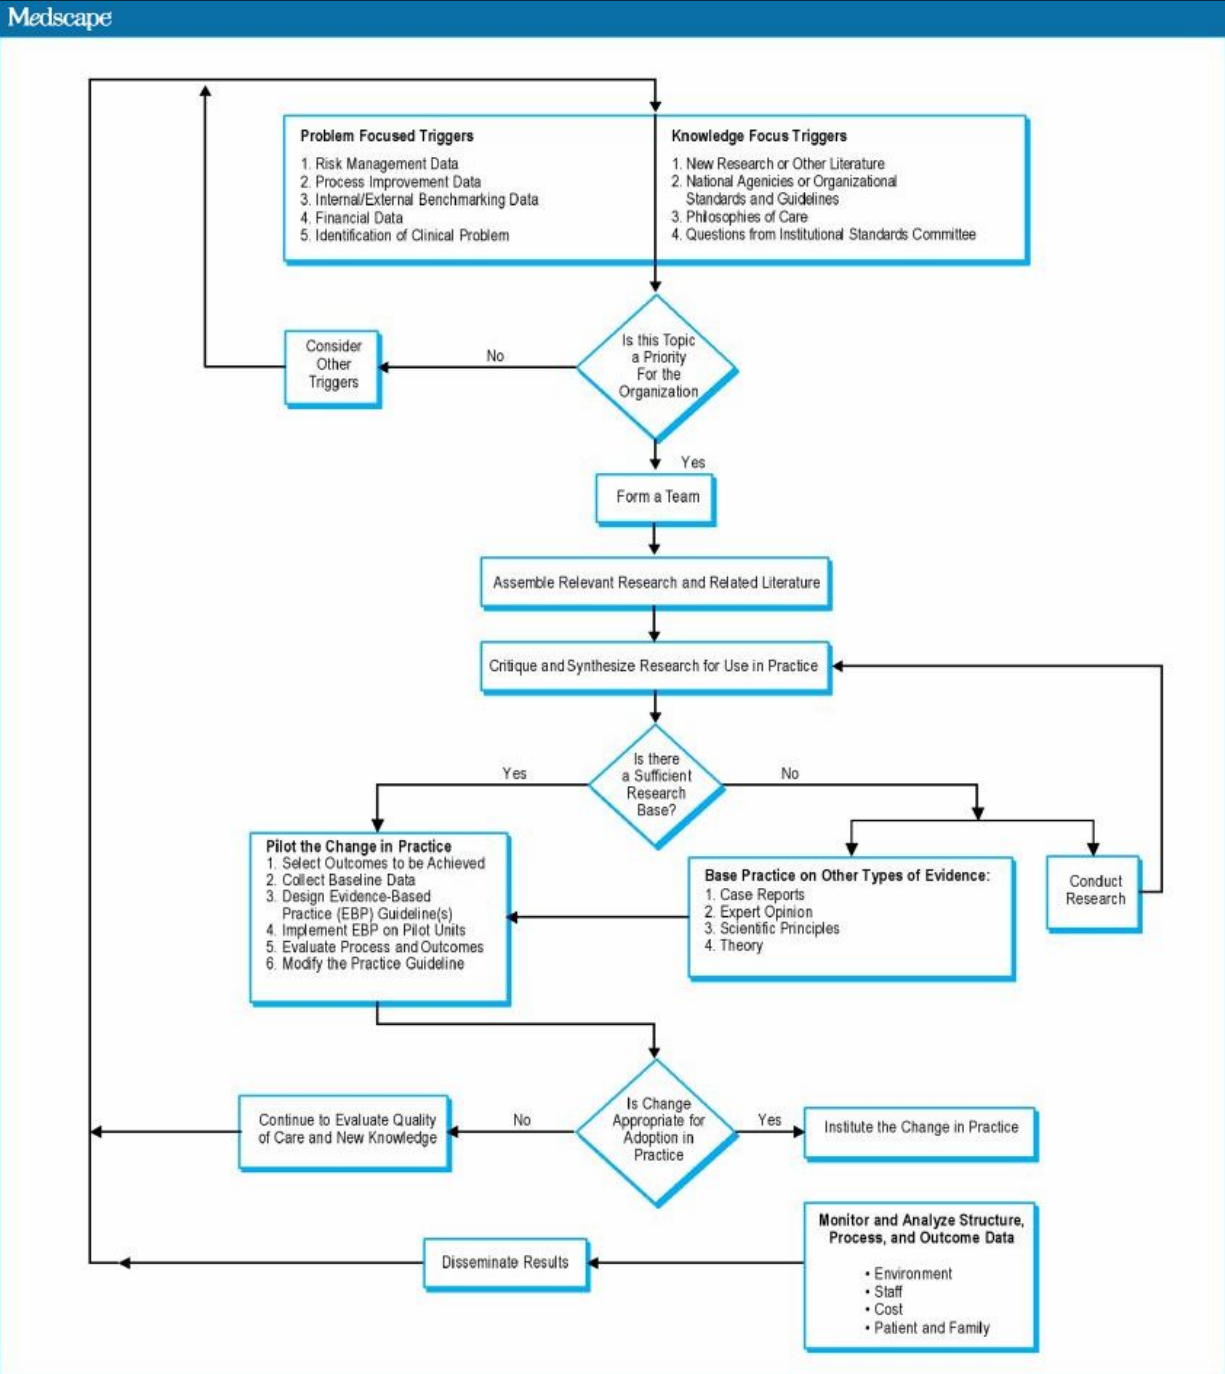 Medscape
Problem Focused Triggers
1. Risk Management Data
2. Process Improvement Data
3. Internal/External Benchmarking Data
4. Financial Data
5. Identification of Clinical Problem
Knowledge Focus Triggers
1. New Research or Other Literature
2. National Agencies or Organizational
Standards and Guidelines
3. Philosophies of Care
4. Questions from Institutional Standards Committee
Is this Topic
a Priority
For the
Organization
No
Consider
Other
Triggers
Yes
Form a Team
Assemble Relevant Research and Related Literature
Critique and Synthesize Research for Use in Practice
Is there
a Sufficient
Research
Base?
Yes
No
Pilot the Change in Practice
1. Select Outcomes to be Achieved
2. Collect Baseline Data
3. Design Evidence-Based
Practice (EBP) Guideline(s)
4. Implement EBP on Pilot Units
5. Evaluate Process and Outcomes
6. Modify the Practice Guideline
Base Practice on Other Types of Evidence:
1. Case Reports
2. Expert Opinion
3. Scientific Principles
4. Theory
Conduct
Research
Is Change
Appropriate for
Adoption in
Practice
No
Continue to Evaluate Quality
of Care and New Knowledge
Yes
Institute the Change in Practice
Monitor and Analyze Structure,
Process, and Outcome Data
• Environment
• Staff
• Cost
• Patient and Family
Disseminate Results